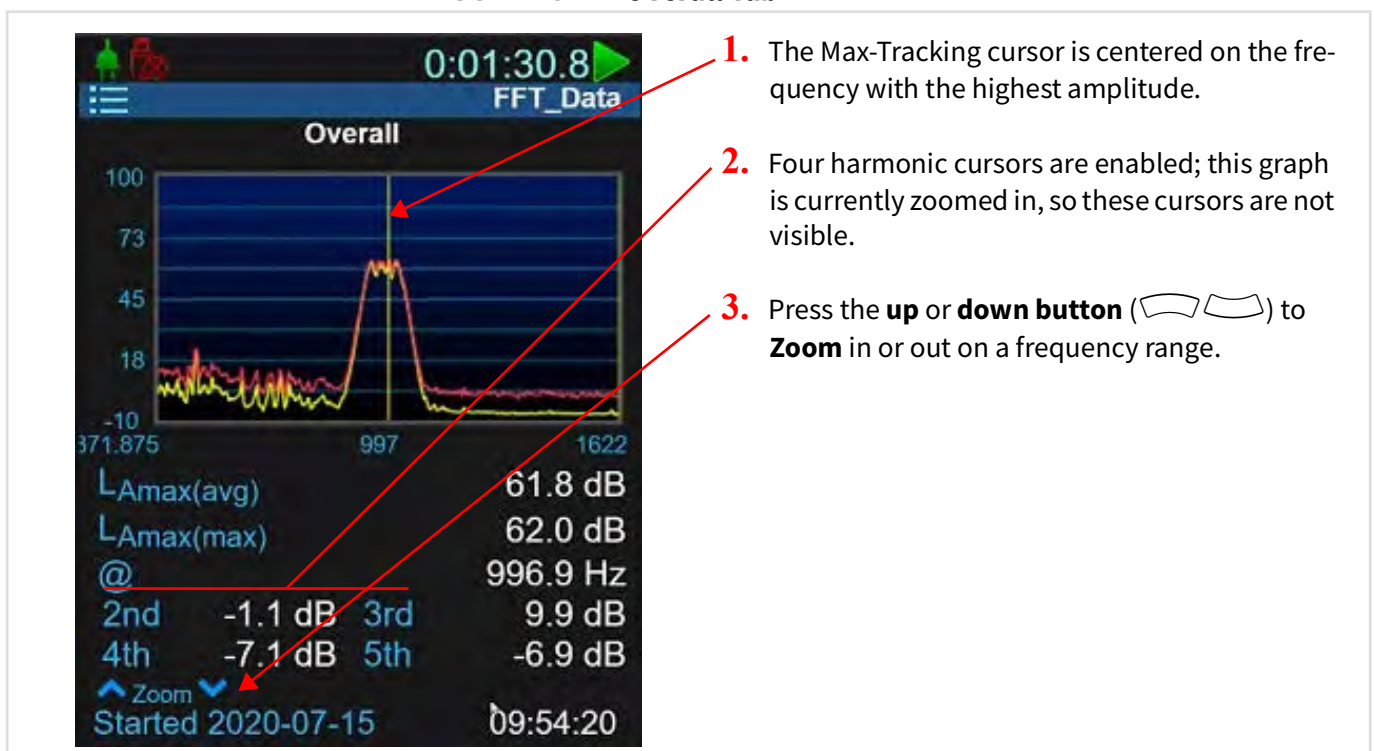 0:01:30.8
FFT_Data
Overall
100
73
45
18
-10
371.875 997 1622
LAmax(avg) 61.8 dB
LAmax(max) 62.0 dB
@ 996.9 Hz
2nd -1.1 dB 3rd 9.9 dB
4th -7.1 dB 5th -6.9 dB
Zoom
Started 2020-07-15 09:54:20
1. The Max-Tracking cursor is centered on the fre-
quency with the highest amplitude.
2. Four harmonic cursors are enabled; this graph
is currently zoomed in, so these cursors are not
visible.
3. Press the up or down button ( ) to
Zoom in or out on a frequency range.